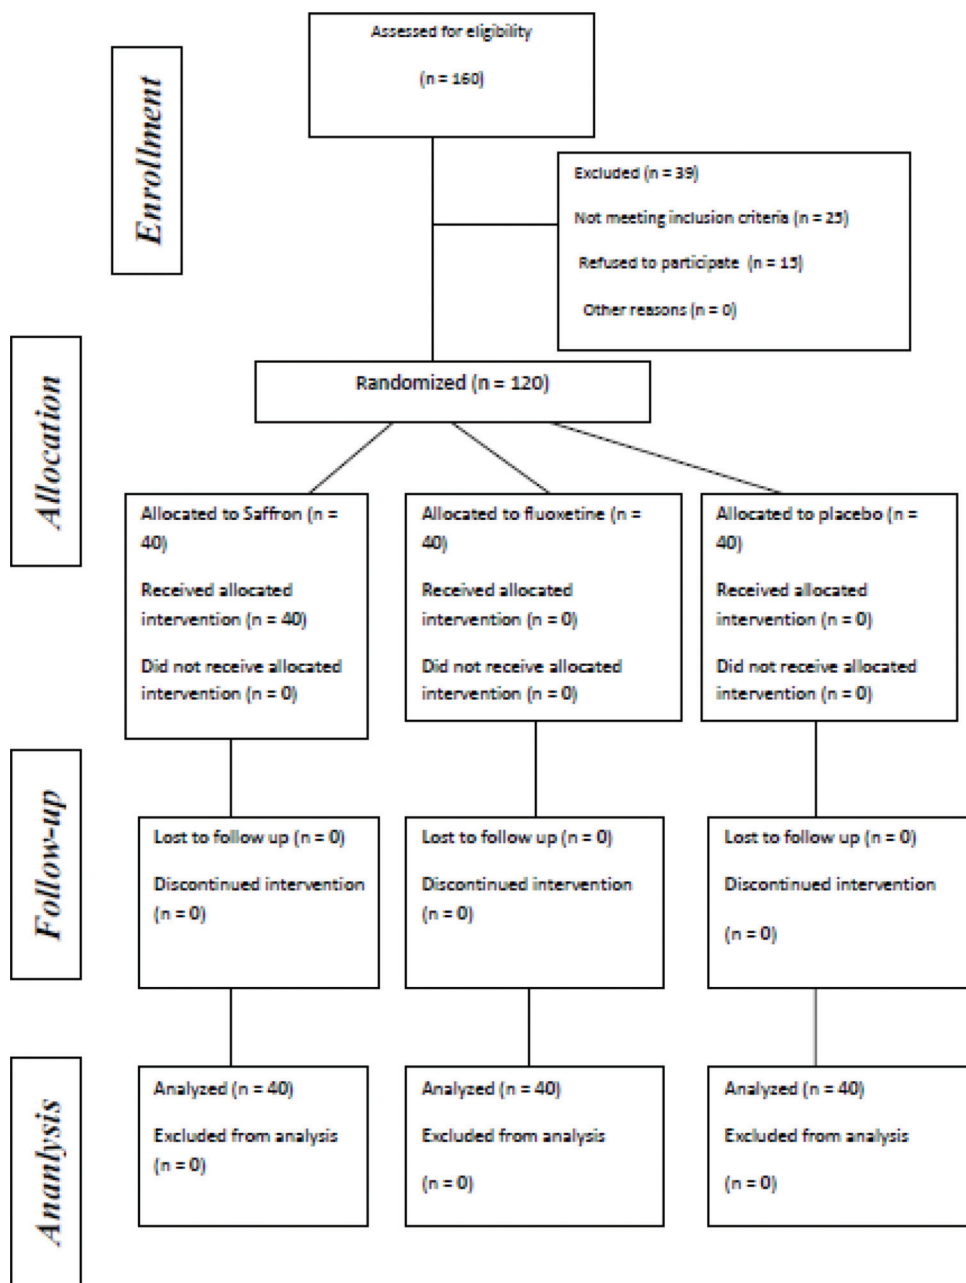 Enrollment
Assessed for eligibility
(n = 160)
Excluded (n = 39)
Not meeting inclusion criteria (n = 25)
Refused to participate (n = 15)
Other reasons (n = 0)
Allocation
Randomized (n = 120)
Allocated to Saffron (n =
40)
Received allocated
intervention (n = 40)
Did not receive allocated
intervention (n = 0)
Allocated to fluoxetine (n =
40)
Received allocated
intervention (n = 0)
Did not receive allocated
intervention (n = 0)
Allocated to placebo (n =
40)
Received allocated
intervention (n = 0)
Did not receive allocated
intervention (n = 0)
Follow-up
Lost to follow up (n = 0)
Discontinued intervention
(n = 0)
Lost to follow up (n = 0)
Discontinued intervention
(n = 0)
Lost to follow up (n = 0)
Discontinued intervention
(n = 0)
Ananlysis
Analyzed (n = 40)
Excluded from analysis
(n = 0)
Analyzed (n = 40)
Excluded from analysis
(n = 0)
Analyzed (n = 40)
Excluded from analysis
(n = 0)